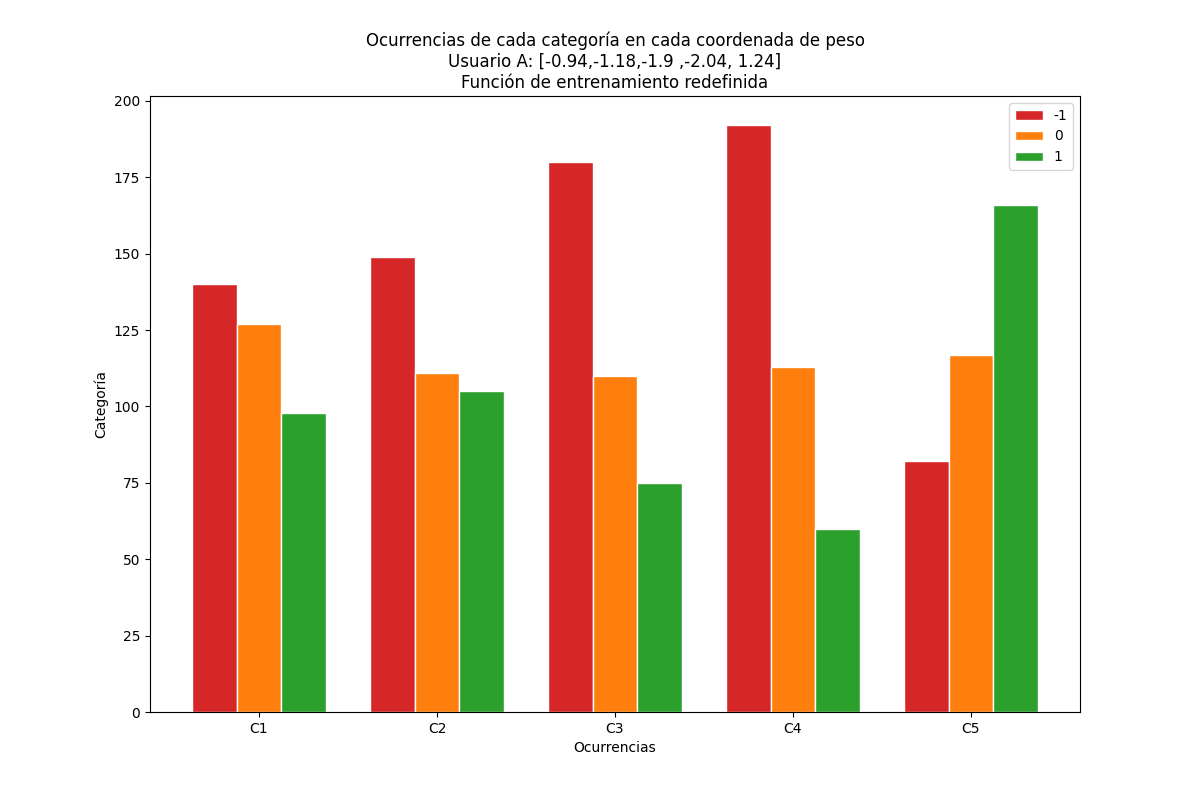 Ocurrencias de cada categoría en cada coordenada de peso
Usuario A: [-0.94,-1.18,-1.9 ,-2.04, 1.24]
Función de entrenamiento redefinida
200
175
150
125
100
75
50
25
0
Categoría
-1
0
1
C1 C2 C3 C4 C5
Ocurrencias